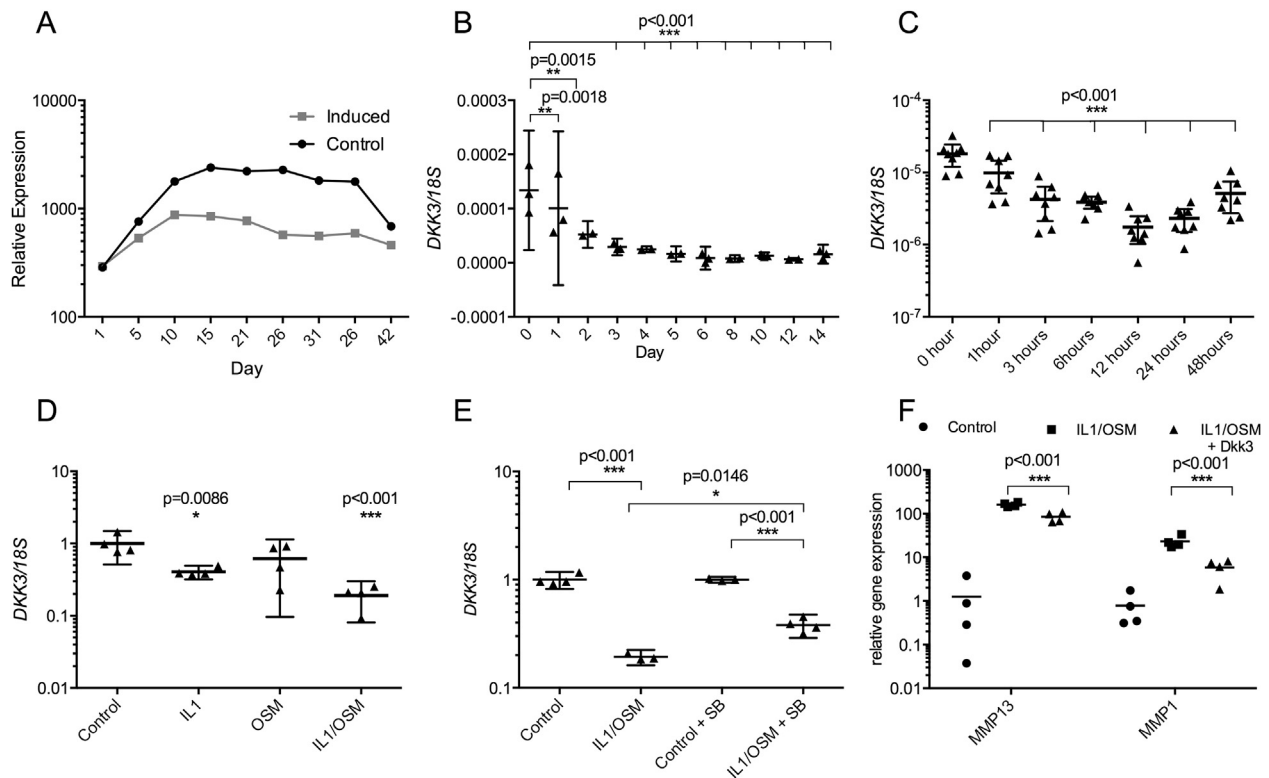 A
Relative Expression
10000
1000
100
Induced
Control
1
5
10
15
21
26
31
26
42
Day
B
p<0.001
***
p=0.0015
**
p=0.0018
**
DKK3/18S
0.0003
0.0002
0.0001
0.0000
-0.0001
0
1
2
3
4
5
6
8
10
12
14
Day
C
p<0.001
***
DKK3/18S
10-4
10-5
10-6
10-7
0 hour
1hour
3 hours
6hours
12 hours
24 hours
48hours
D
DKK3/18S
10
1
0.1
0.01
p=0.0086
*
p<0.001
***
Control
IL1
OSM
IL1/OSM
E
DKK3/18S
10
1
0.1
p<0.001
***
p=0.0146
*
p<0.001
***
Control
IL1/OSM
Control + SB
IL1/OSM + SB
F
Control
IL1/OSM
IL1/OSM
+ Dkk3
relative gene expression
1000
100
10
1
0.1
0.01
p<0.001
***
p<0.001
***
MMP13
MMP1